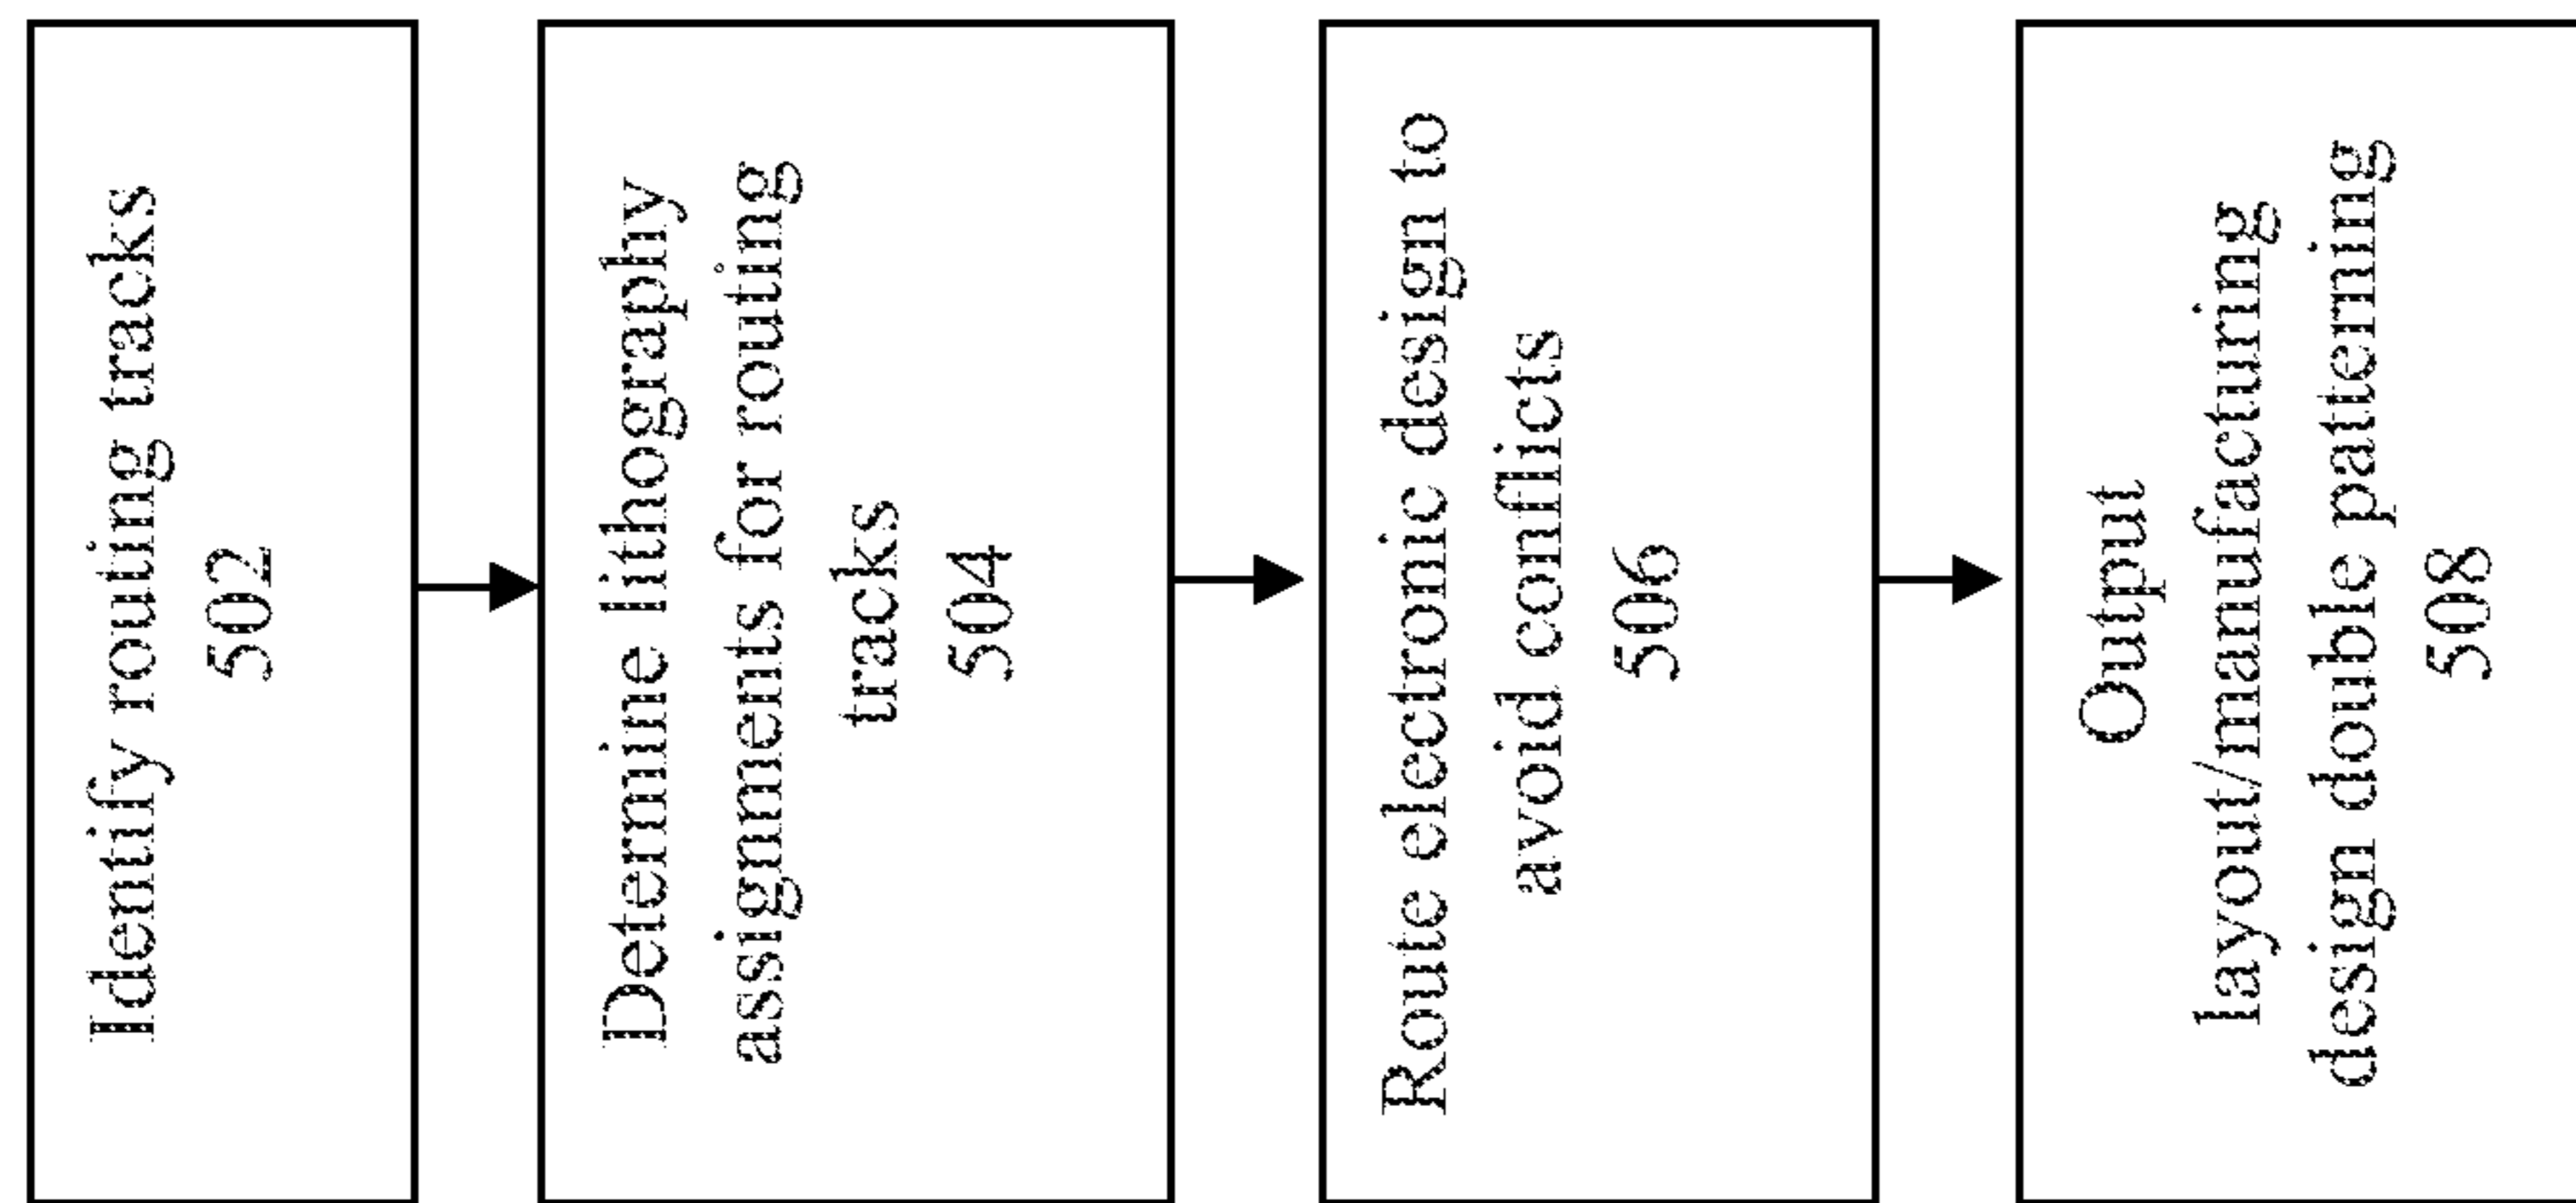 Identify routing tracks
502
Determine lithography
assignments for routing
tracks
504
Route electronic design to
avoid conflicts
506
Output
layout/manufacturing
design double patterning
508